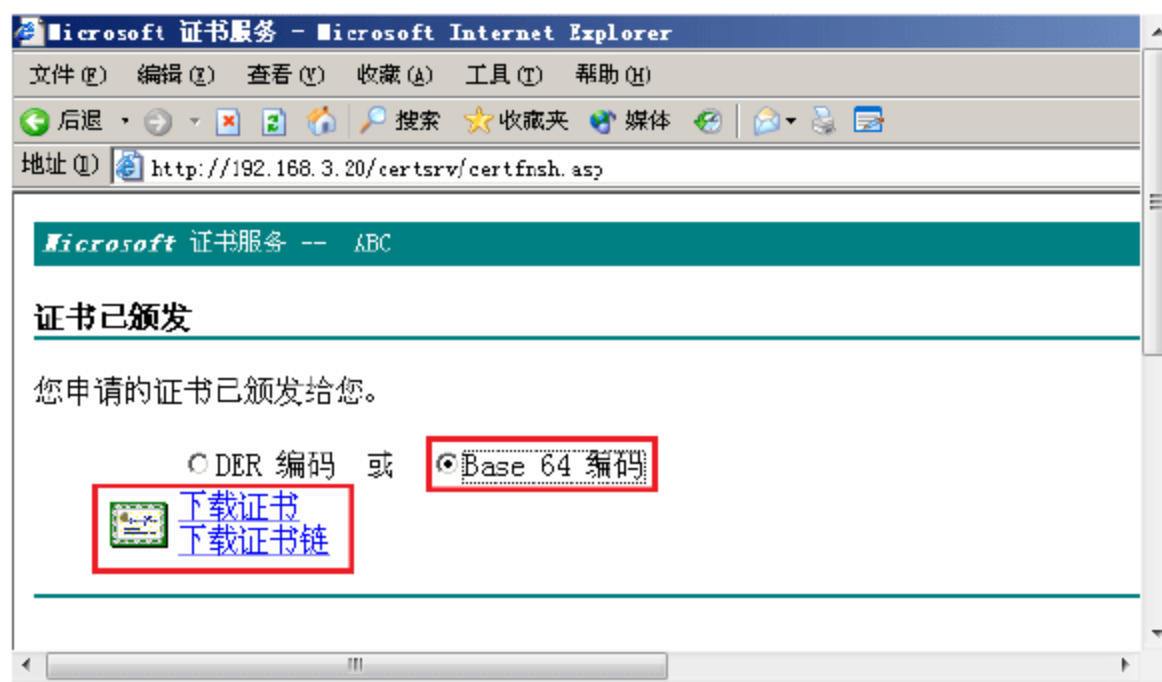 Microsoft 证书服务 - Microsoft Internet Explorer
文件(F) 编辑(E) 查看(V) 收藏(A) 工具(T) 帮助(H)
后退 搜索 收藏夹 媒体
地址(D) http://192.168.3.20/certsrv/certfnsh.asp
Microsoft 证书服务 -- ABC
证书已颁发
您申请的证书已颁发给您。
DER 编码 或 Base 64 编码
下载证书
下载证书链